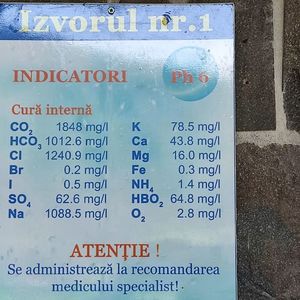 Izvorul nr.1
INDICATORI Ph 6
Cură internă
CO2 1848 mg/l K 78.5 mg/l
HCO3 1012.6 mg/l Ca 43.8 mg/l
Cl 1240.9 mg/l Mg 16.0 mg/l
Br 0.2 mg/l Fe 0.3 mg/l
I 0.5 mg/l NH4 1.4 mg/l
SO4 62.6 mg/l HBO2 64.8 mg/l
Na 1088.5 mg/l O2 2.8 mg/l
ATENŢIE !
Se administrează la recomandarea
medicului specialist!